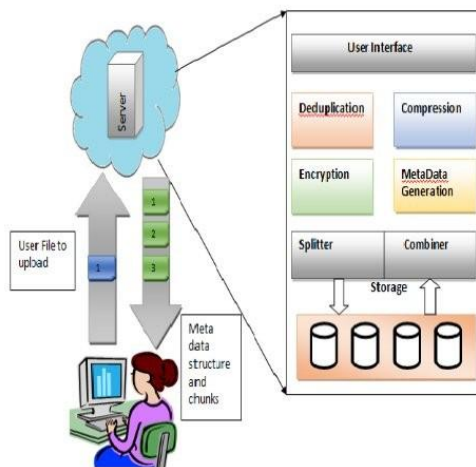 Server
User File to
upload
1
1
2
3
Meta
data
structure
and
chunks
User Interface
Deduplication
Compression
Encryption
MetaData
Generation
Splitter
Combiner
Storage